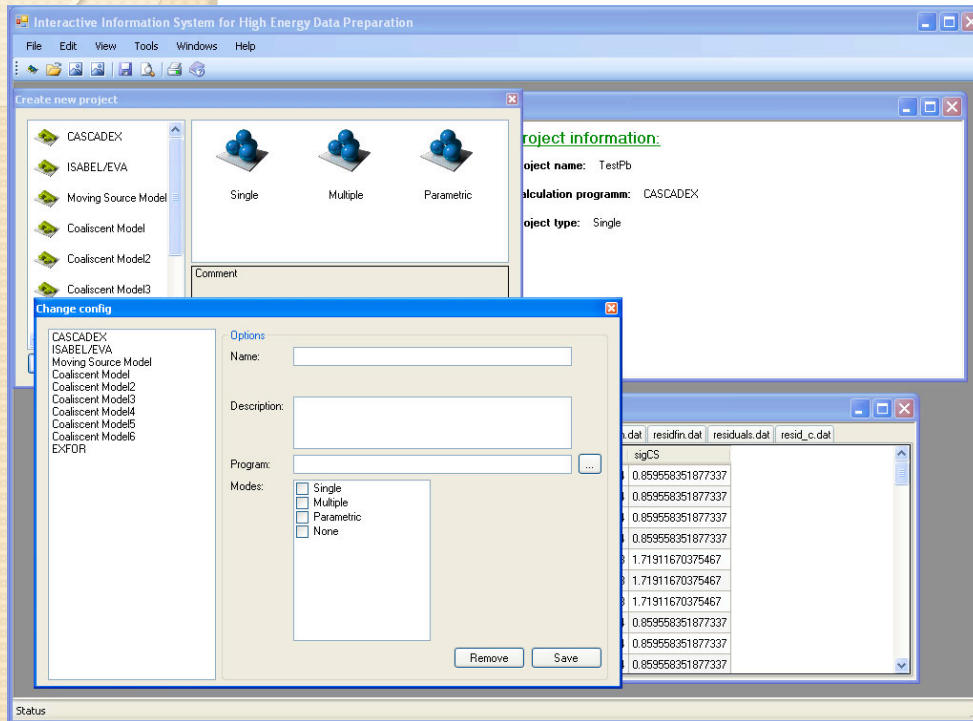 Interactive Information System for High Energy Data Preparation
File Edit View Tools Windows Help
Create new project
CASCADEX
ISABEL/EVA
Moving Source Model
Coaliscent Model
Coaliscent Model2
Coaliscent Model3
Single Multiple Parametric
Comment
roject information:
oject name: TestPb
alculation programm: CASCADEX
oject type: Single
Change config
CASCADEX
ISABEL/EVA
Moving Source Model
Coaliscent Model
Coaliscent Model2
Coaliscent Model3
Coaliscent Model4
Coaliscent Model5
Coaliscent Model6
EXFOR
Options
Name:
Description:
Program:
...
Modes:
Single
Multiple
Parametric
None
Remove Save
.dat residfin.dat residuals.dat resid_c.dat
sigCS
0.859558351877337
0.859558351877337
0.859558351877337
0.859558351877337
1.71911670375467
1.71911670375467
1.71911670375467
0.859558351877337
0.859558351877337
0.859558351877337
Status